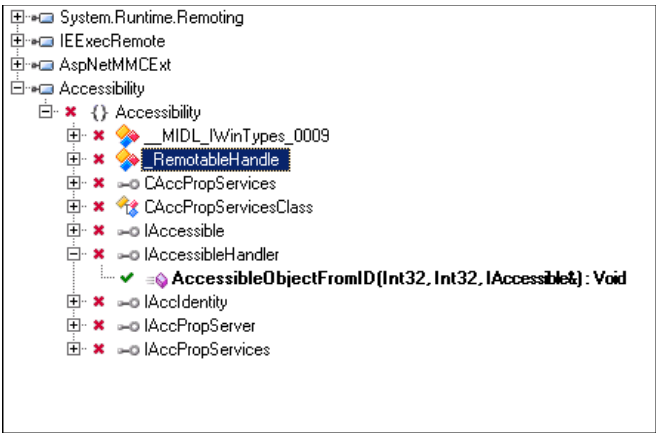 System.Runtime.Remoting
IEExecRemote
AspNetMMCExt
Accessibility
{} Accessibility
__MIDL_IWinTypes_0009
_RemotableHandle
CAccPropServices
CAccPropServicesClass
IAccessible
IAccessibleHandler
AccessibleObjectFromID(Int32, Int32, IAccessible&) : Void
IAccIdentity
IAccPropServer
IAccPropServices